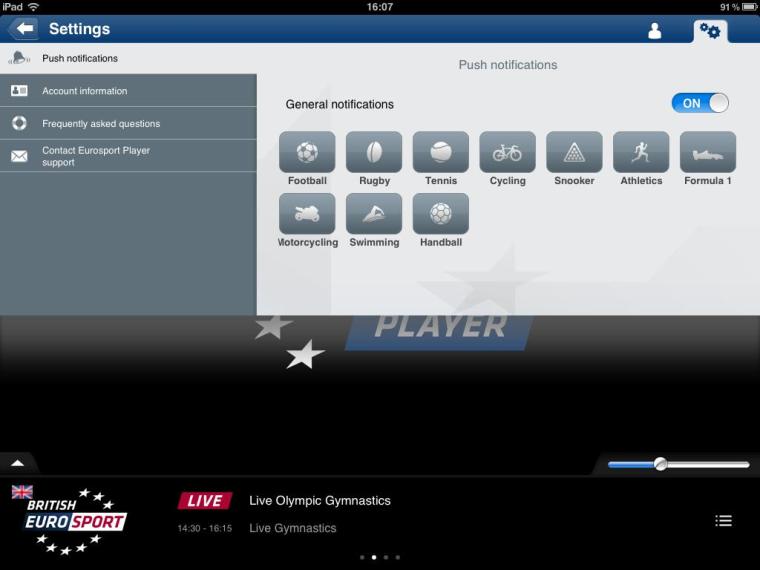 iPad 16:07 91 %
Settings
Push notifications
Account information
Frequently asked questions
Contact Eurosport Player
support
Push notifications
General notifications ON
Football Rugby Tennis Cycling Snooker Athletics Formula 1
Motorcycling Swimming Handball
PLAYER
BRITISH
EUROSPORT
LIVE Live Olympic Gymnastics
14:30 - 16:15 Live Gymnastics